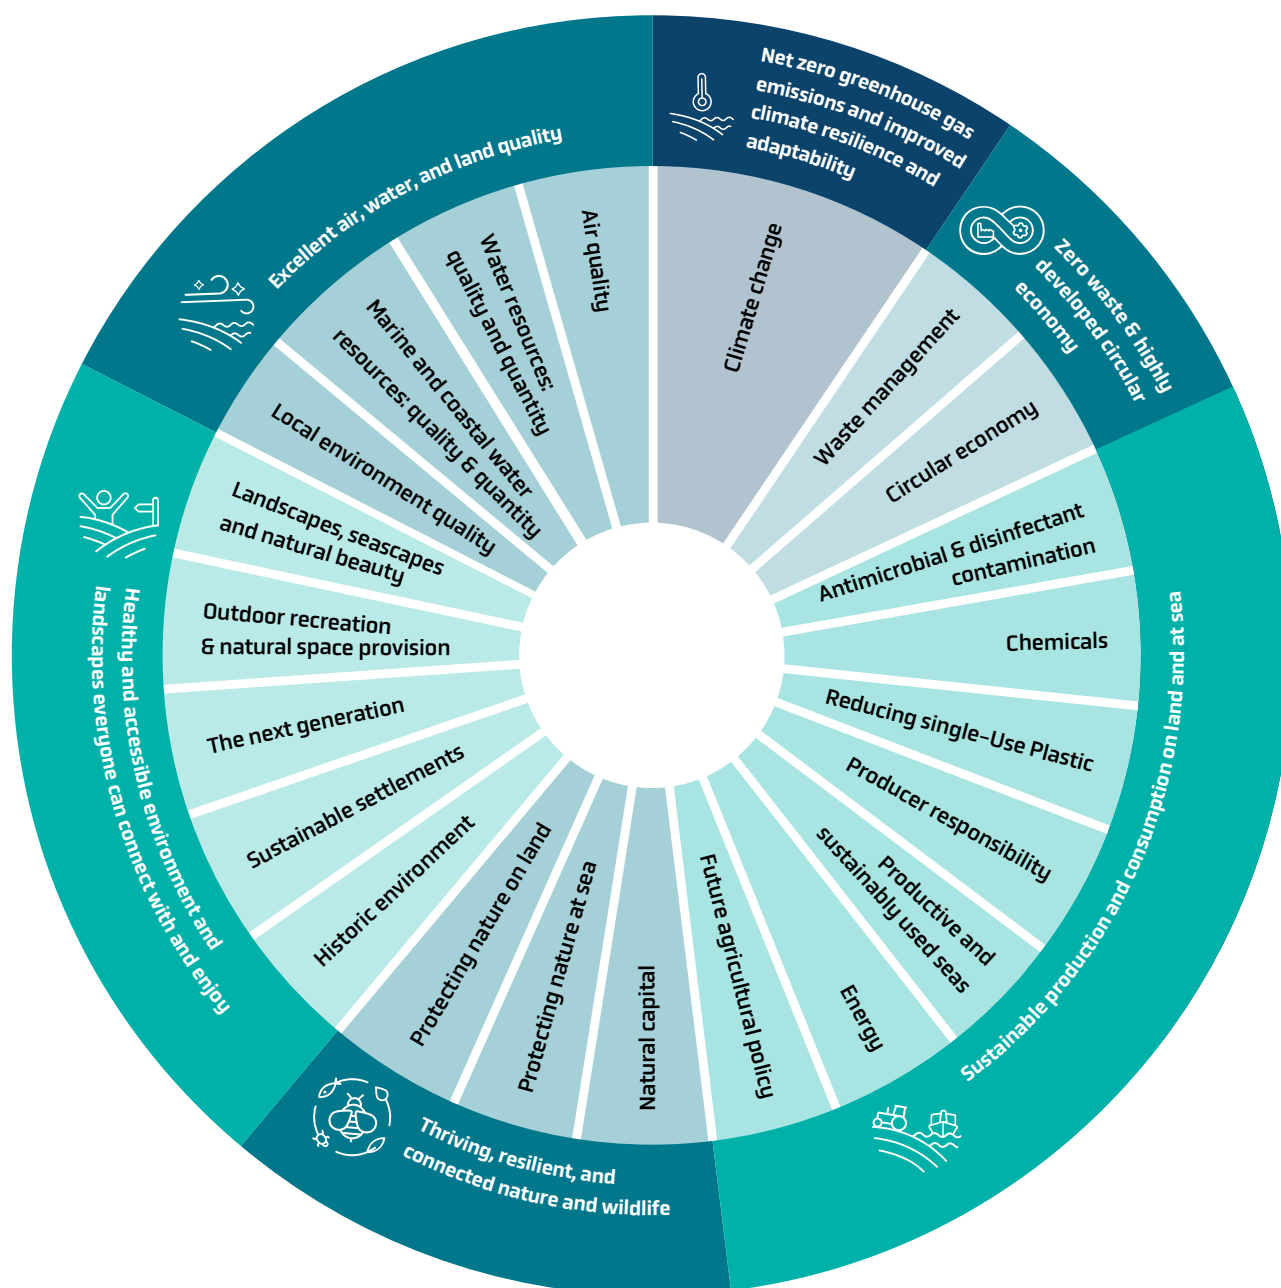 Net zero greenhouse gas
emissions and improved
climate resilience and
adaptability
Climate change
Zero waste & highly
developed circular
economy
Waste management
Circular economy
Sustainable production and consumption on land and at sea
Antimicrobial & disinfectant
contamination
Chemicals
Reducing single-Use Plastic
Producer responsibility
Productive and
sustainably used seas
Energy
Future agricultural policy
Thriving, resilient, and
connected nature and wildlife
Natural capital
Protecting nature at sea
Protecting nature on land
Healthy and accessible environment and
landscapes everyone can connect with and enjoy
Historic environment
Sustainable settlements
The next generation
Outdoor recreation
& natural space provision
Landscapes, seascapes
and natural beauty
Excellent air, water, and land quality
Local environment quality
Marine and coastal water
resources: quality & quantity
Water resources:
quality and quantity
Air quality